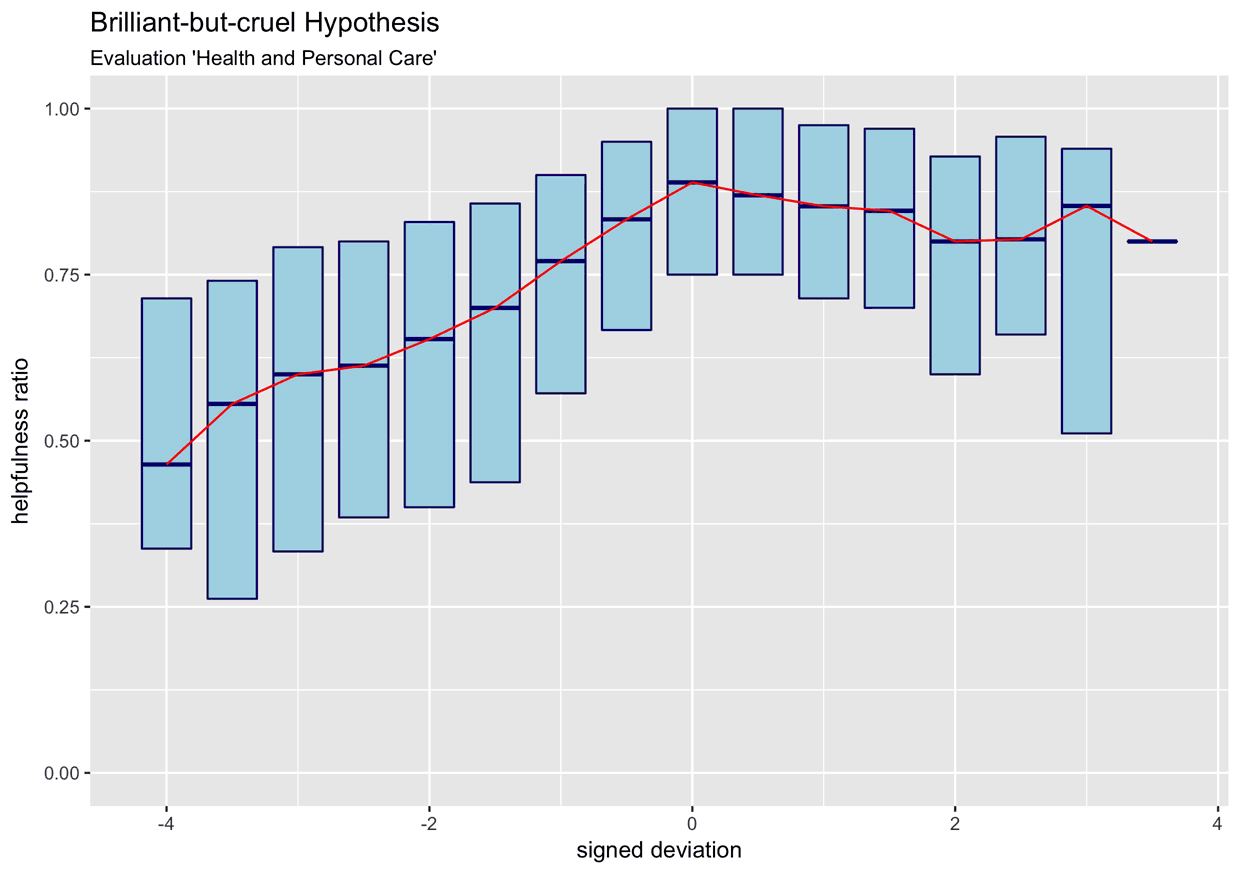 Brilliant-but-cruel Hypothesis
Evaluation 'Health and Personal Care'
helpfulness ratio
1.00
0.75
0.50
0.25
0.00
-4
-2
0
2
4
signed deviation